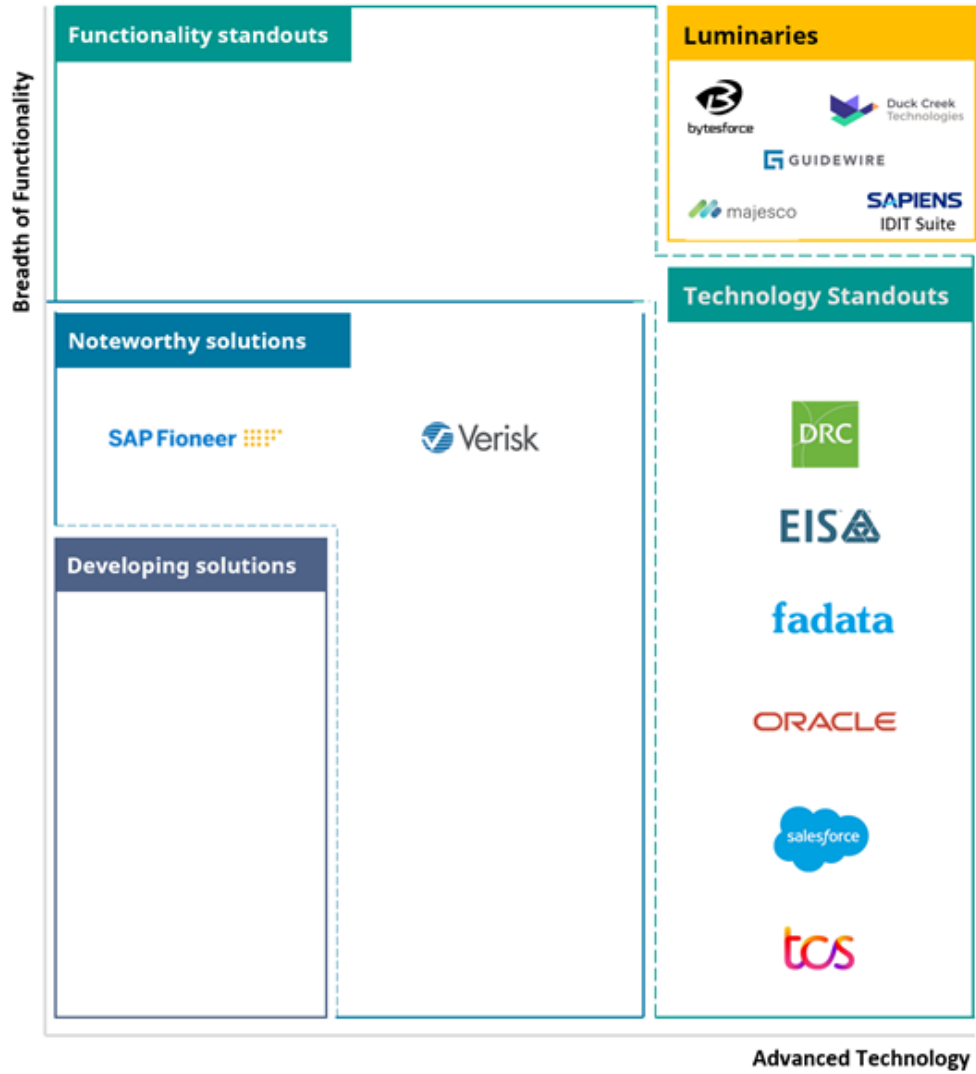 Breadth of Functionality
Functionality standouts
Luminaries
bytesforce
Duck Creek
Technologies
GUIDEWIRE
majesco
SAPIENS
IDIT Suite
Technology Standouts
Noteworthy solutions
SAP Fioneer
Verisk
DRC
EIS
Developing solutions
fadata
ORACLE
salesforce
tcs
Advanced Technology